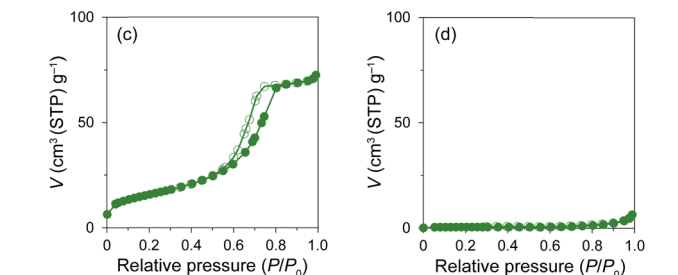 (c)
100
50
0
V (cm³ (STP) g⁻¹)
0 0.2 0.4 0.6 0.8 1.0
Relative pressure (P/P₀)
(d)
100
50
0
V (cm³ (STP) g⁻¹)
0 0.2 0.4 0.6 0.8 1.0
Relative pressure (P/P₀)